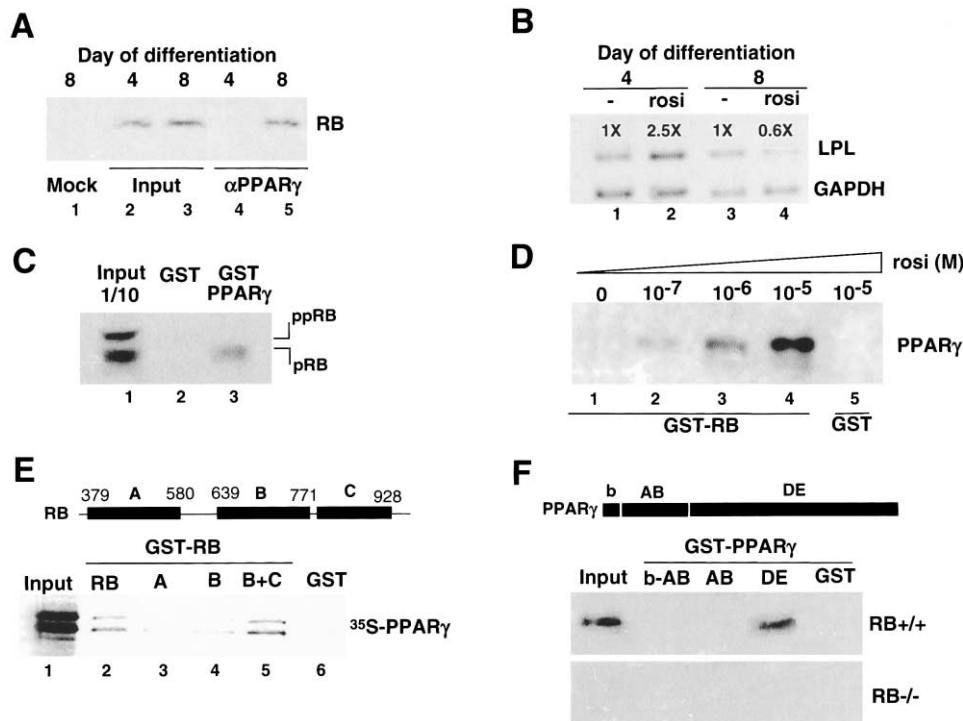 A
Day of differentiation
8 4 8 4 8
RB
Mock Input αPPARγ
1 2 3 4 5
B
Day of differentiation
4 8
- rosi - rosi
1X 2.5X 1X 0.6X
LPL
GAPDH
1 2 3 4
C
Input 1/10 GST GST PPARγ
ppRB
pRB
1 2 3
D
rosi (M)
0 10-7 10-6 10-5 10-5
PPARγ
1 2 3 4 5
GST-RB GST
E
379 A 580 639 B 771 C 928
RB
GST-RB
Input RB A B B+C GST
35S-PPARγ
1 2 3 4 5 6
F
b AB DE
PPARγ
GST-PPARγ
Input b-AB AB DE GST
RB+/+
RB-/-